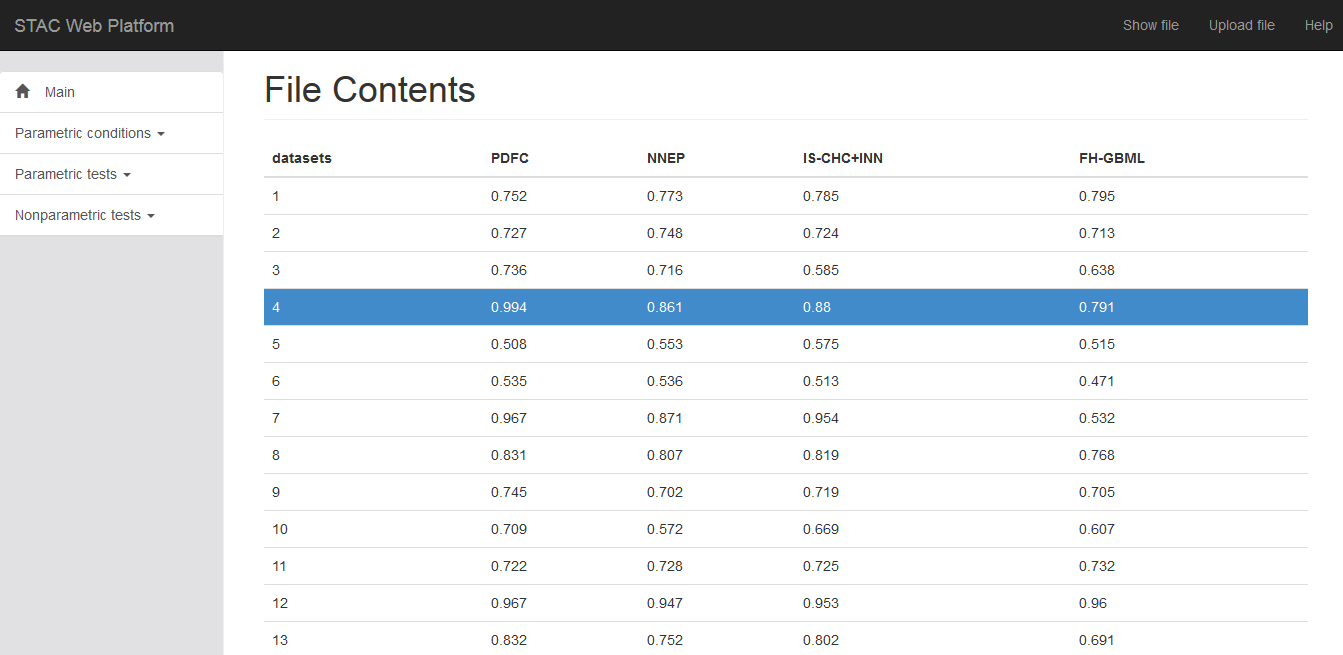 STAC Web Platform Show file Upload file Help
Main
Parametric conditions
Parametric tests
Nonparametric tests
File Contents
datasets PDFC NNEP IS-CHC+INN FH-GBML
1 0.752 0.773 0.785 0.795
2 0.727 0.748 0.724 0.713
3 0.736 0.716 0.585 0.638
4 0.994 0.861 0.88 0.791
5 0.508 0.553 0.575 0.515
6 0.535 0.536 0.513 0.471
7 0.967 0.871 0.954 0.532
8 0.831 0.807 0.819 0.768
9 0.745 0.702 0.719 0.705
10 0.709 0.572 0.669 0.607
11 0.722 0.728 0.725 0.732
12 0.967 0.947 0.953 0.96
13 0.832 0.752 0.802 0.691